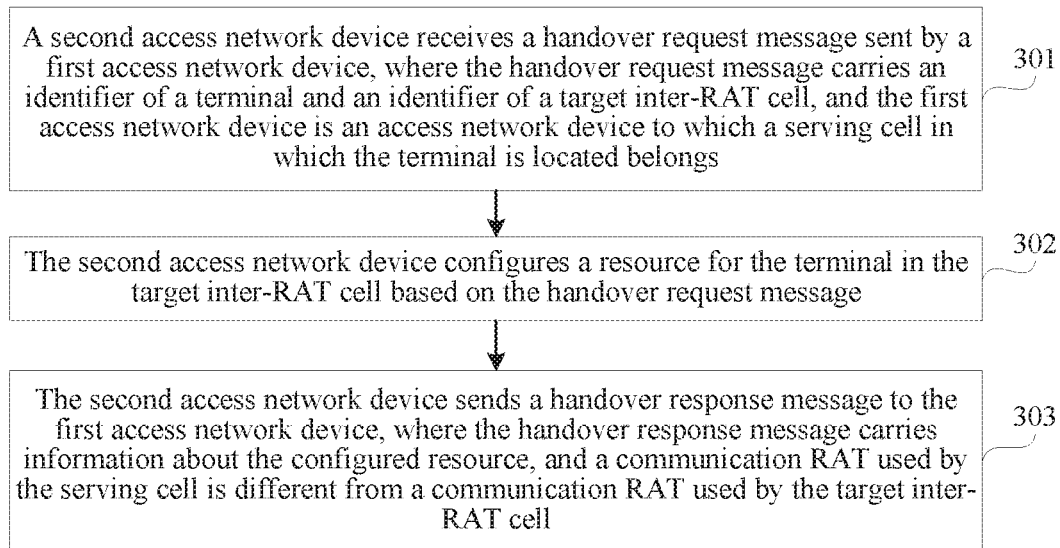 A second access network device receives a handover request message sent by a
first access network device, where the handover request message carries an
identifier of a terminal and an identifier of a target inter-RAT cell, and the first
access network device is an access network device to which a serving cell in
which the terminal is located belongs
301
The second access network device configures a resource for the terminal in the
target inter-RAT cell based on the handover request message
302
The second access network device sends a handover response message to the
first access network device, where the handover response message carries
information about the configured resource, and a communication RAT used by
the serving cell is different from a communication RAT used by the target inter-
RAT cell
303